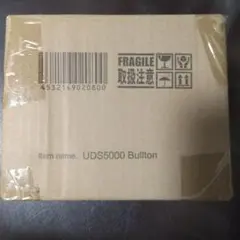 FRAGILE
取扱注意
4532169020800
Item name. UDS5000 Bullton